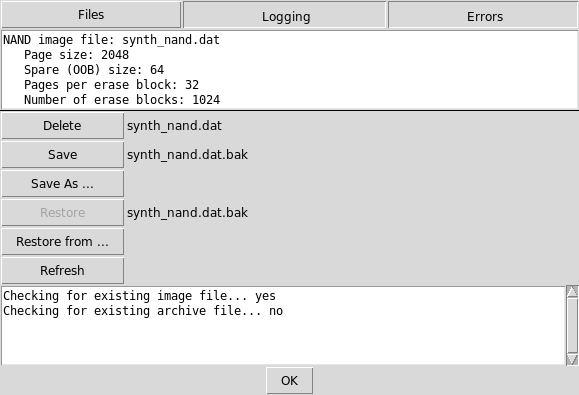 Files Logging Errors
NAND image file: synth_nand.dat
Page size: 2048
Spare (OOB) size: 64
Pages per erase block: 32
Number of erase blocks: 1024
Delete synth_nand.dat
Save synth_nand.dat.bak
Save As ...
Restore synth_nand.dat.bak
Restore from ...
Refresh
Checking for existing image file... yes
Checking for existing archive file... no
OK